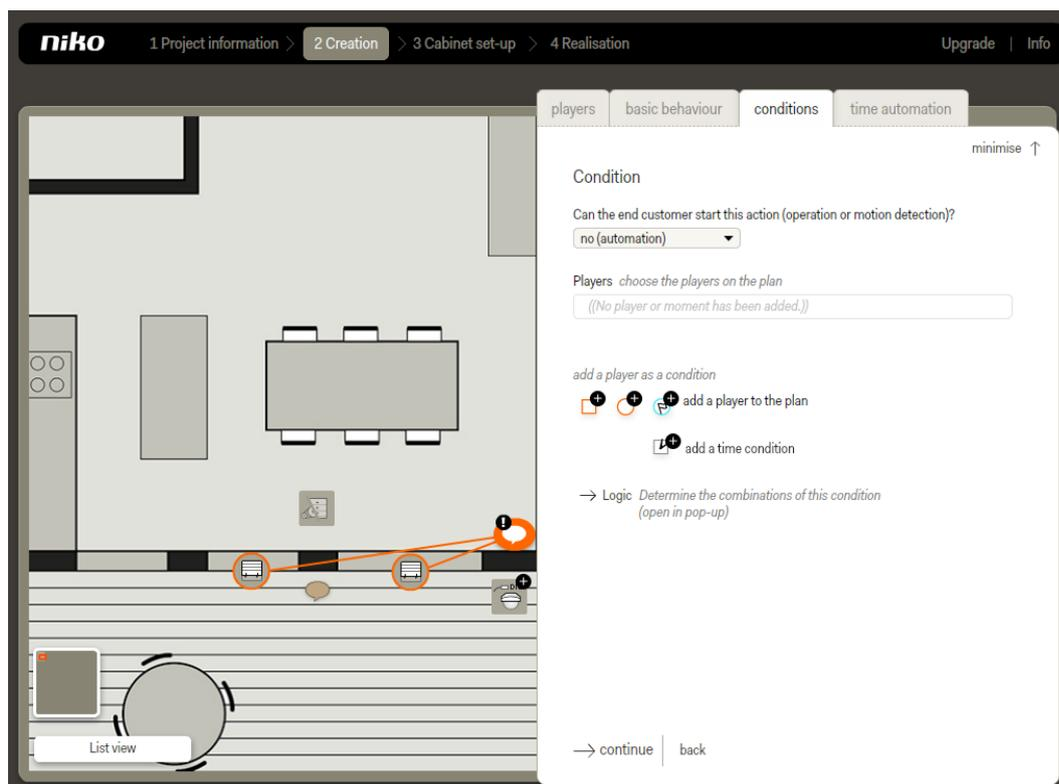 niko
1 Project information
2 Creation
3 Cabinet set-up
4 Realisation
Upgrade | Info
players
basic behaviour
conditions
time automation
minimise ↑
Condition
Can the end customer start this action (operation or motion detection)?
no (automation)
Players choose the players on the plan
((No player or moment has been added.))
add a player as a condition
add a player to the plan
add a time condition
→ Logic Determine the combinations of this condition
(open in pop-up)
List view
→ continue | back